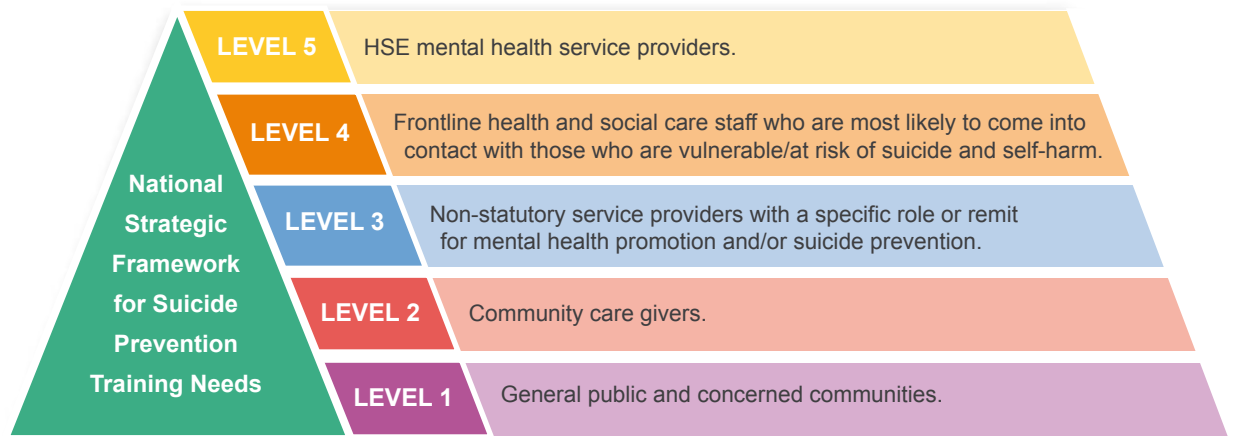 National
Strategic
Framework
for Suicide
Prevention
Training Needs
LEVEL 5
HSE mental health service providers.
LEVEL 4
Frontline health and social care staff who are most likely to come into
contact with those who are vulnerable/at risk of suicide and self-harm.
LEVEL 3
Non-statutory service providers with a specific role or remit
for mental health promotion and/or suicide prevention.
LEVEL 2
Community care givers.
LEVEL 1
General public and concerned communities.